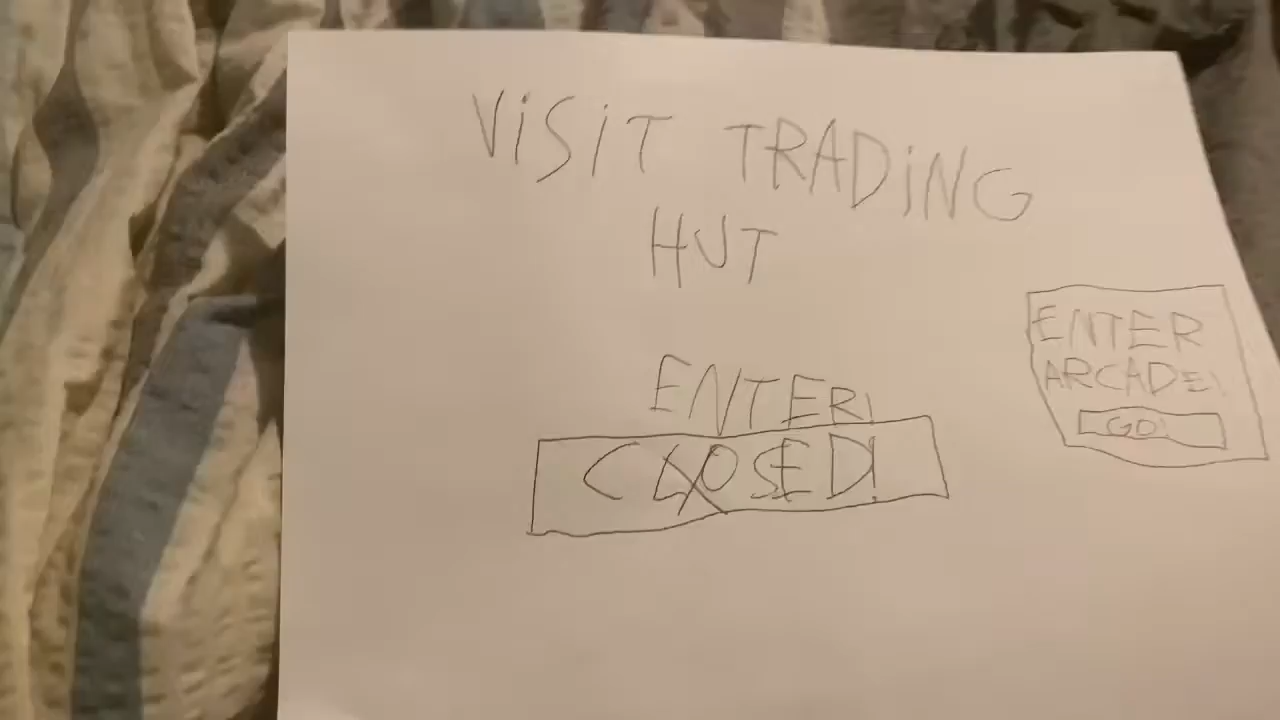 VISIT TRADING
HUT
ENTER!
CLOSED!
ENTER
ARCADE!
GO!